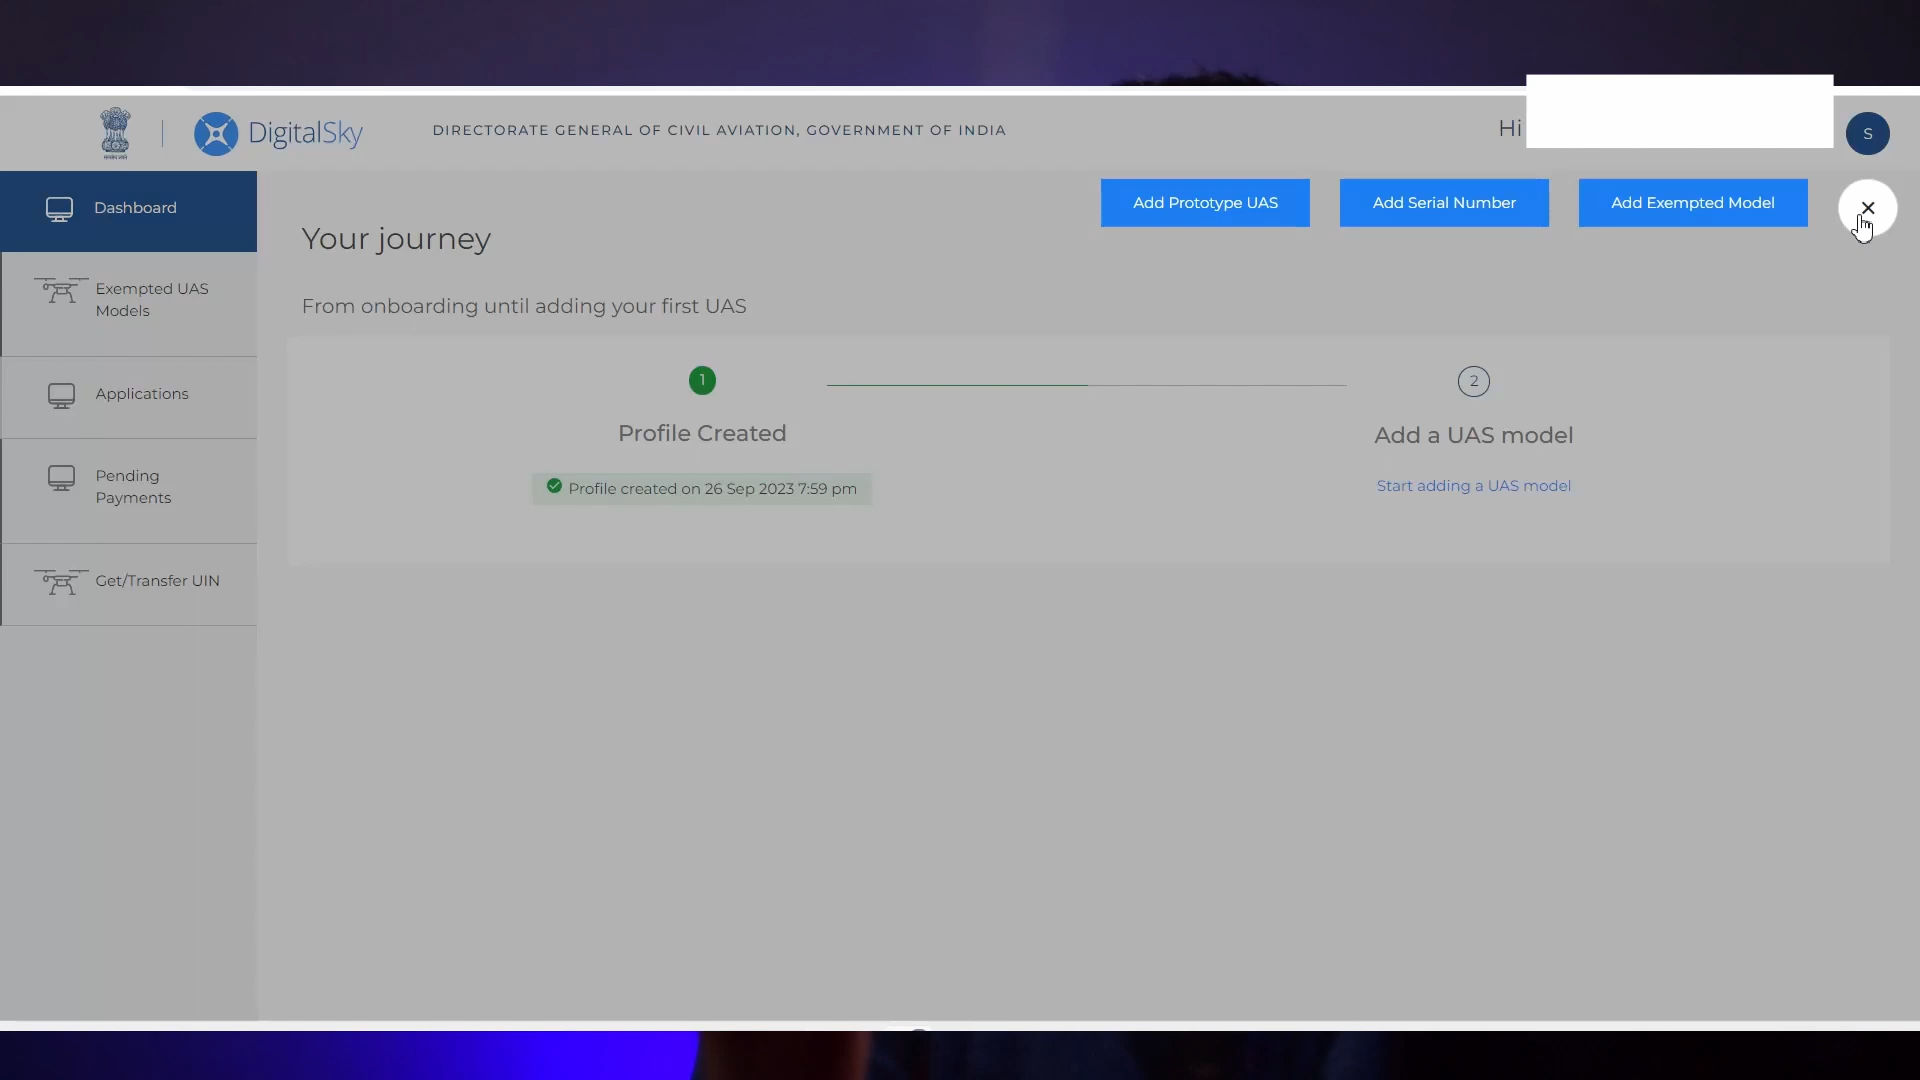 DigitalSky
DIRECTORATE GENERAL OF CIVIL AVIATION, GOVERNMENT OF INDIA
Hi
S
Dashboard
Exempted UAS
Models
Applications
Pending
Payments
Get/Transfer UIN
Add Prototype UAS
Add Serial Number
Add Exempted Model
Your journey
From onboarding until adding your first UAS
1
Profile Created
Profile created on 26 Sep 2023 7:59 pm
2
Add a UAS model
Start adding a UAS model